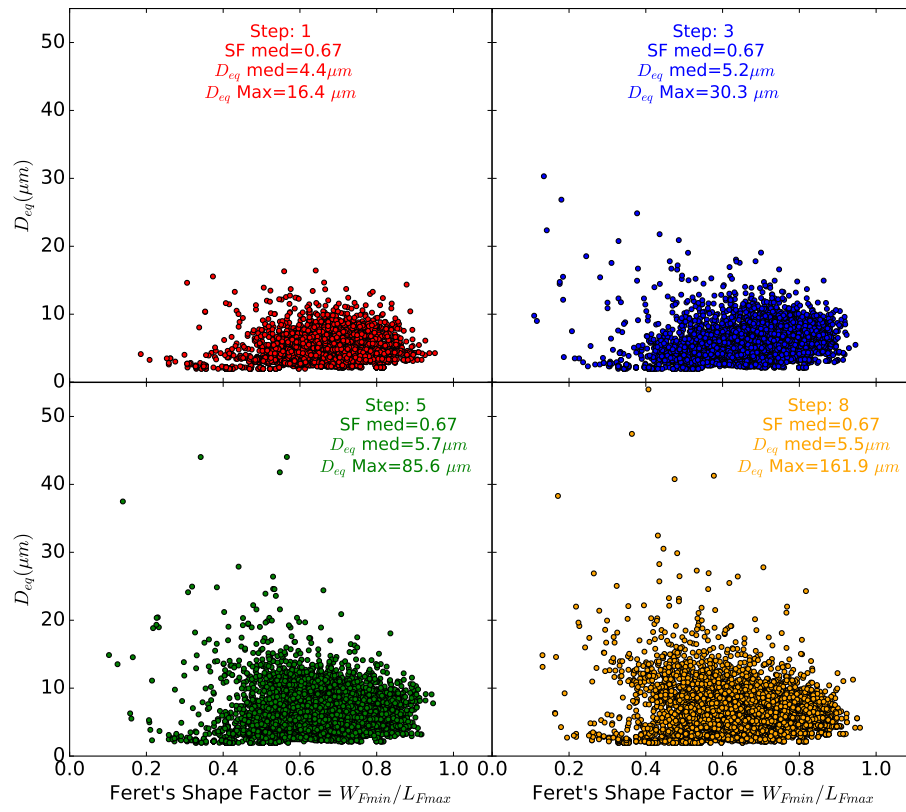 Step: 1
SF med=0.67
D_eq med=4.4μm
D_eq Max=16.4 μm
Step: 3
SF med=0.67
D_eq med=5.2μm
D_eq Max=30.3 μm
50
40
30
20
10
0
D_eq(μm)
Step: 5
SF med=0.67
D_eq med=5.7μm
D_eq Max=85.6 μm
Step: 8
SF med=0.67
D_eq med=5.5μm
D_eq Max=161.9 μm
50
40
30
20
10
0
D_eq(μm)
0.0 0.2 0.4 0.6 0.8 1.0
0.0 0.2 0.4 0.6 0.8 1.0
Feret's Shape Factor = W_Fmin/L_Fmax
Feret's Shape Factor = W_Fmin/L_Fmax